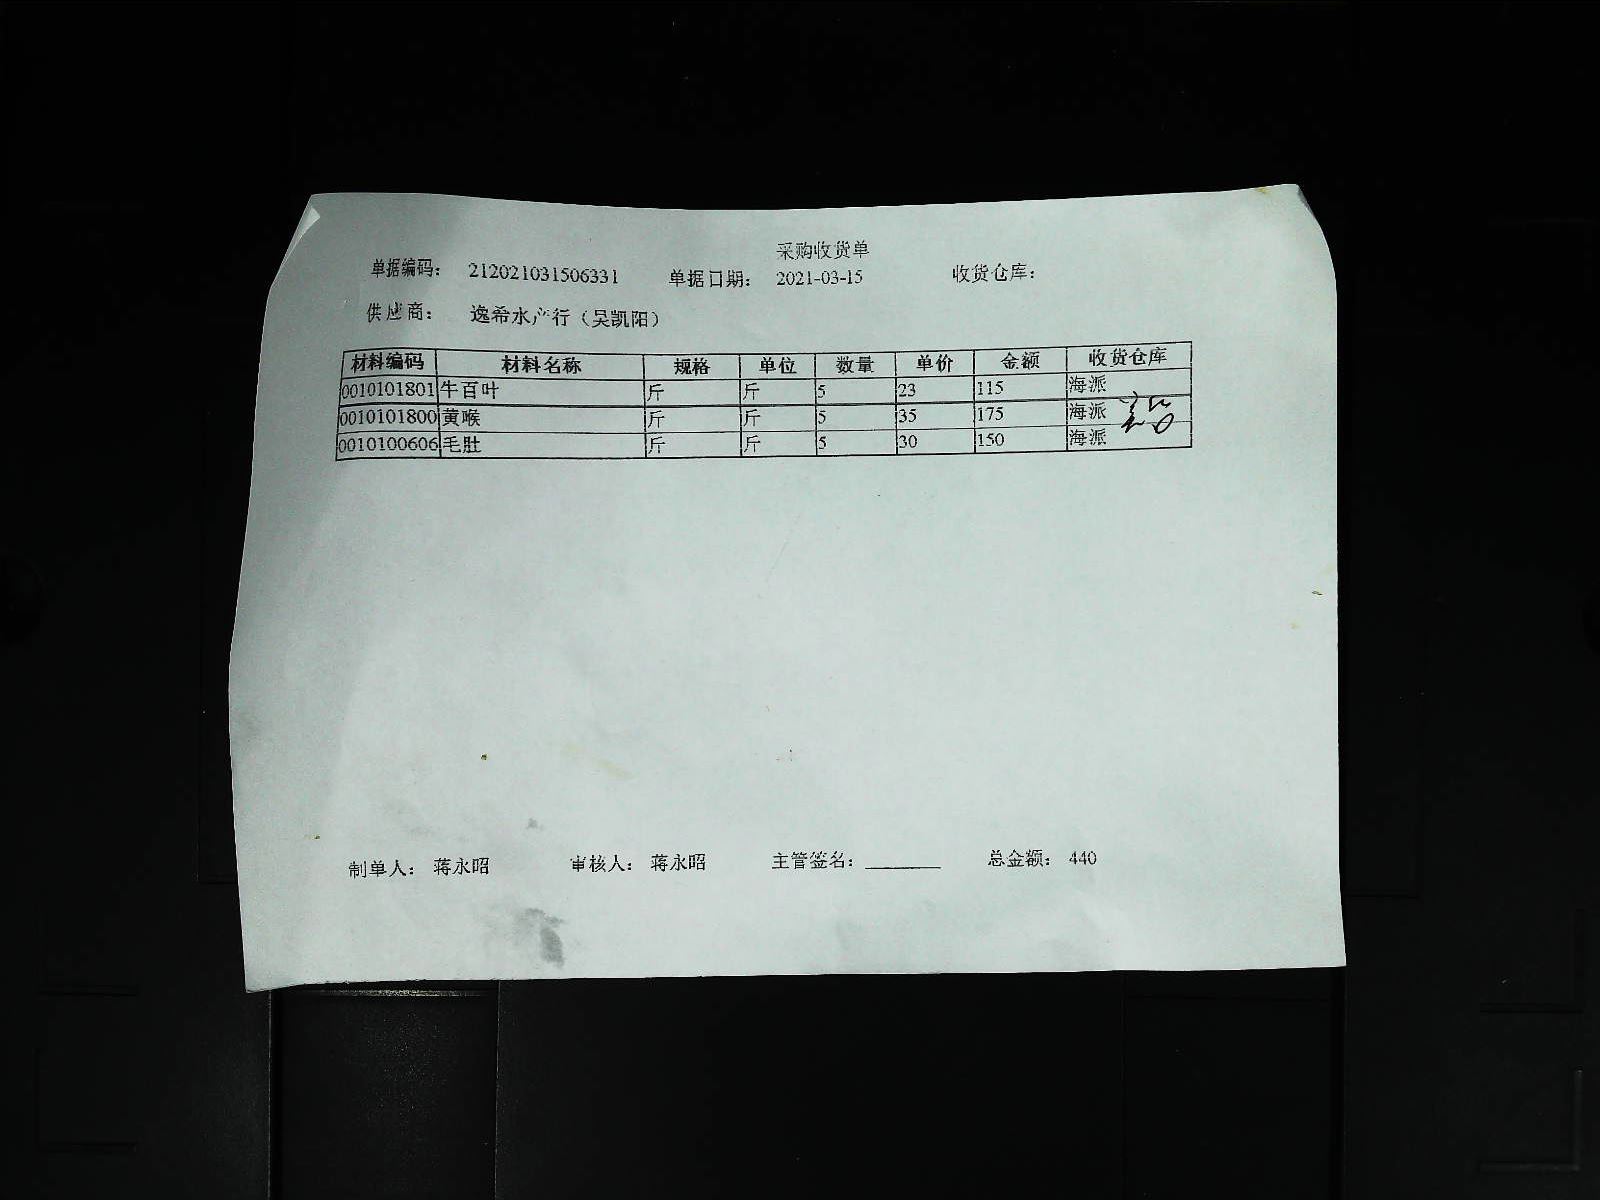 采购收货单
单据编码： 212021031506331 单据日期： 2021-03-15 收货仓库：
供应商： 逸希水产行（吴凯阳）
材料编码 材料名称 规格 单位 数量 单价 金额 收货仓库
0010101801 牛百叶 斤 斤 5 23 115 海派
0010101800 黄喉 斤 斤 5 35 175 海派
0010100606 毛肚 斤 斤 5 30 150 海派
制单人： 蒋永昭 审核人： 蒋永昭 主管签名： 总金额： 440